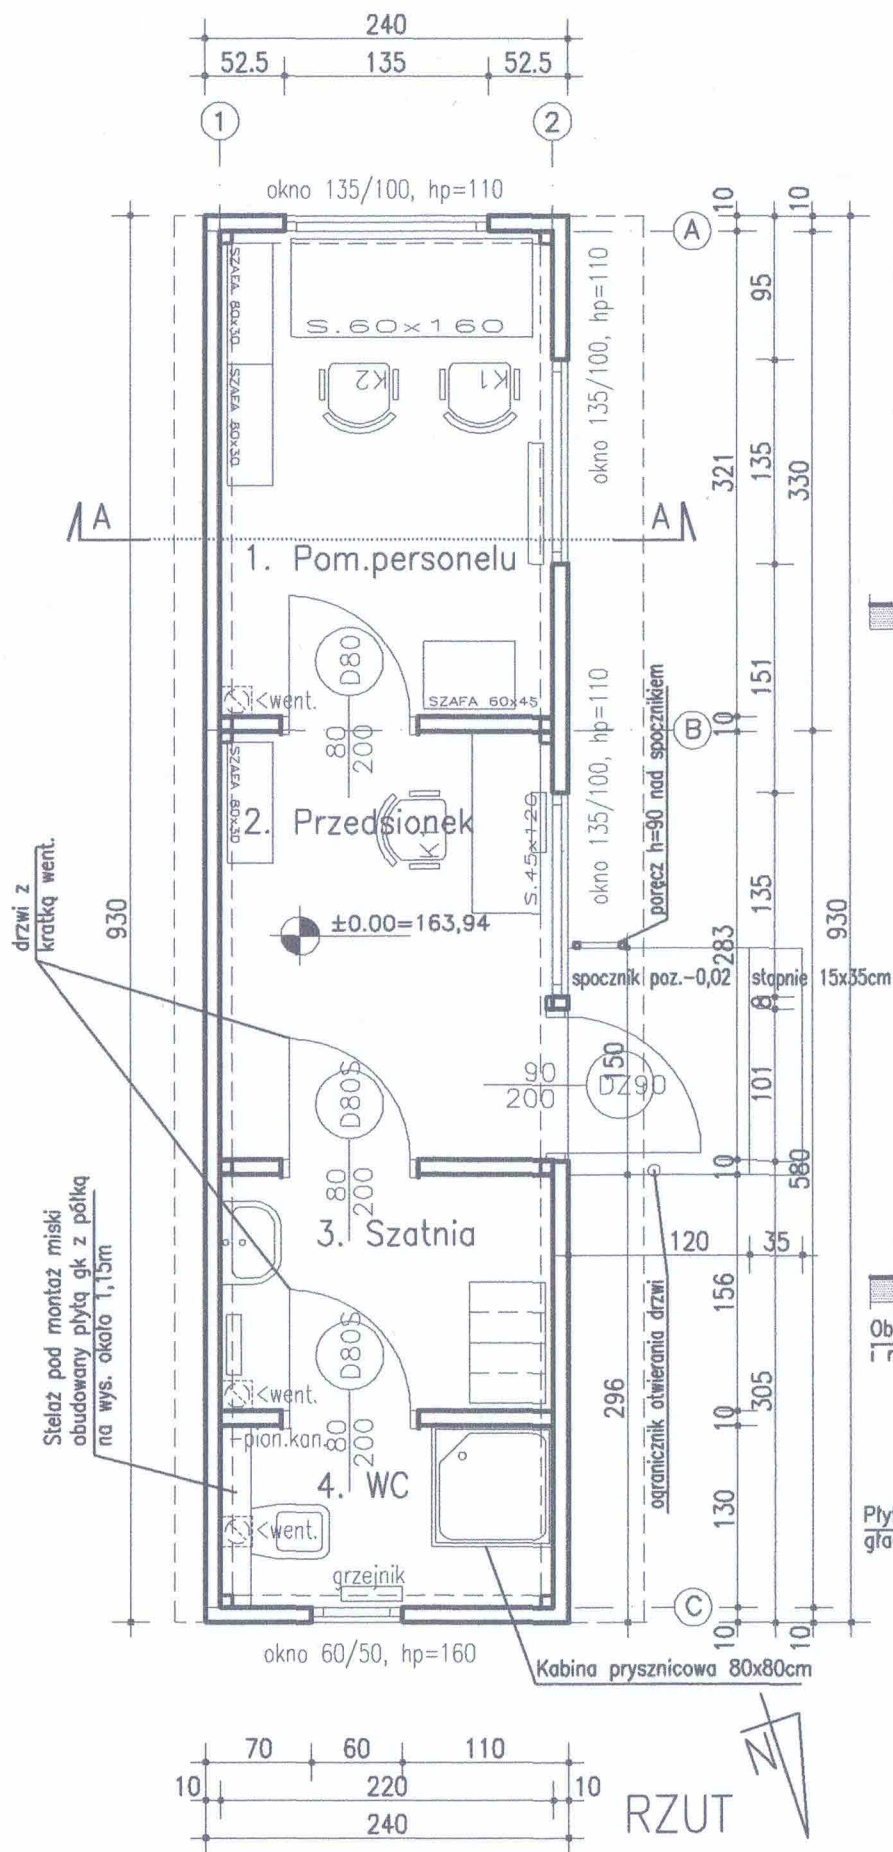 240
52.5 135 52.5
1 2
okno 135/100, hp=110
A
10 10
SZAFA 80x30
SZAFA 80x30
S.60x160
K2 K1
okno 135/100, hp=110
95
321 135 330
A A
1. Pom.personelu
D80
80
200
<went.
SZAFA 60x45
151
10
B
okno 135/100, hp=110
poręcz h=90 nad spocznikiem
SZAFA 80x30
2. Przedsionek
K1
S.45x120
135
930
930
283
drzwi z
kratką went.
±0.00=163,94
spocznik poz.-0,02 stopnie 15x35cm
8
90
200
DZ90
150
101
D80S
80
200
10
580
3. Szatnia
120 35
156
Stelaż pod montaż miski
obudowany płytą gk z półką
na wys. około 1,15m
D80S
80
200
<went.
ogranicznik otwierania drzwi
296
305
10
pion.kan.
4. WC
<went.
130
grzejnik
C
10 10
okno 60/50, hp=160
Kabina prysznicowa 80x80cm
Ob
i r
Pły
gła
70 60 110
10 220 10
240
N
RZUT